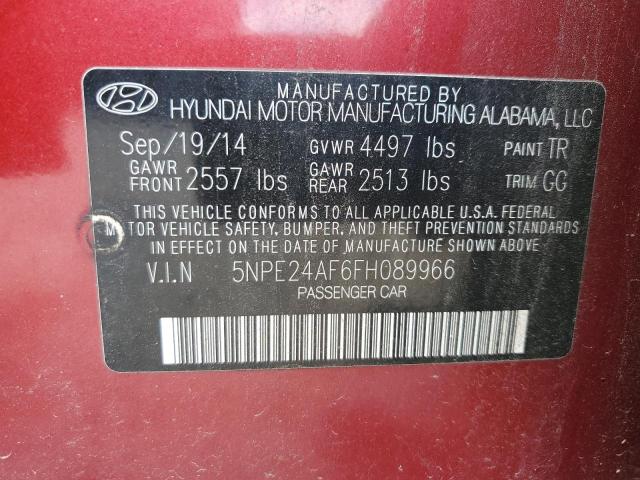 MANUFACTURED BY
HYUNDAI MOTOR MANUFACTURING ALABAMA, LLC
Sep/19/14 GVWR 4497 lbs PAINT TR
GAWR FRONT 2557 lbs GAWR REAR 2513 lbs TRIM GG
THIS VEHICLE CONFORMS TO ALL APPLICABLE U.S.A. FEDERAL
MOTOR VEHICLE SAFETY, BUMPER, AND THEFT PREVENTION STANDARDS
IN EFFECT ON THE DATE OF MANUFACTURE SHOWN ABOVE
V.I.N 5NPE24AF6FH089966
PASSENGER CAR